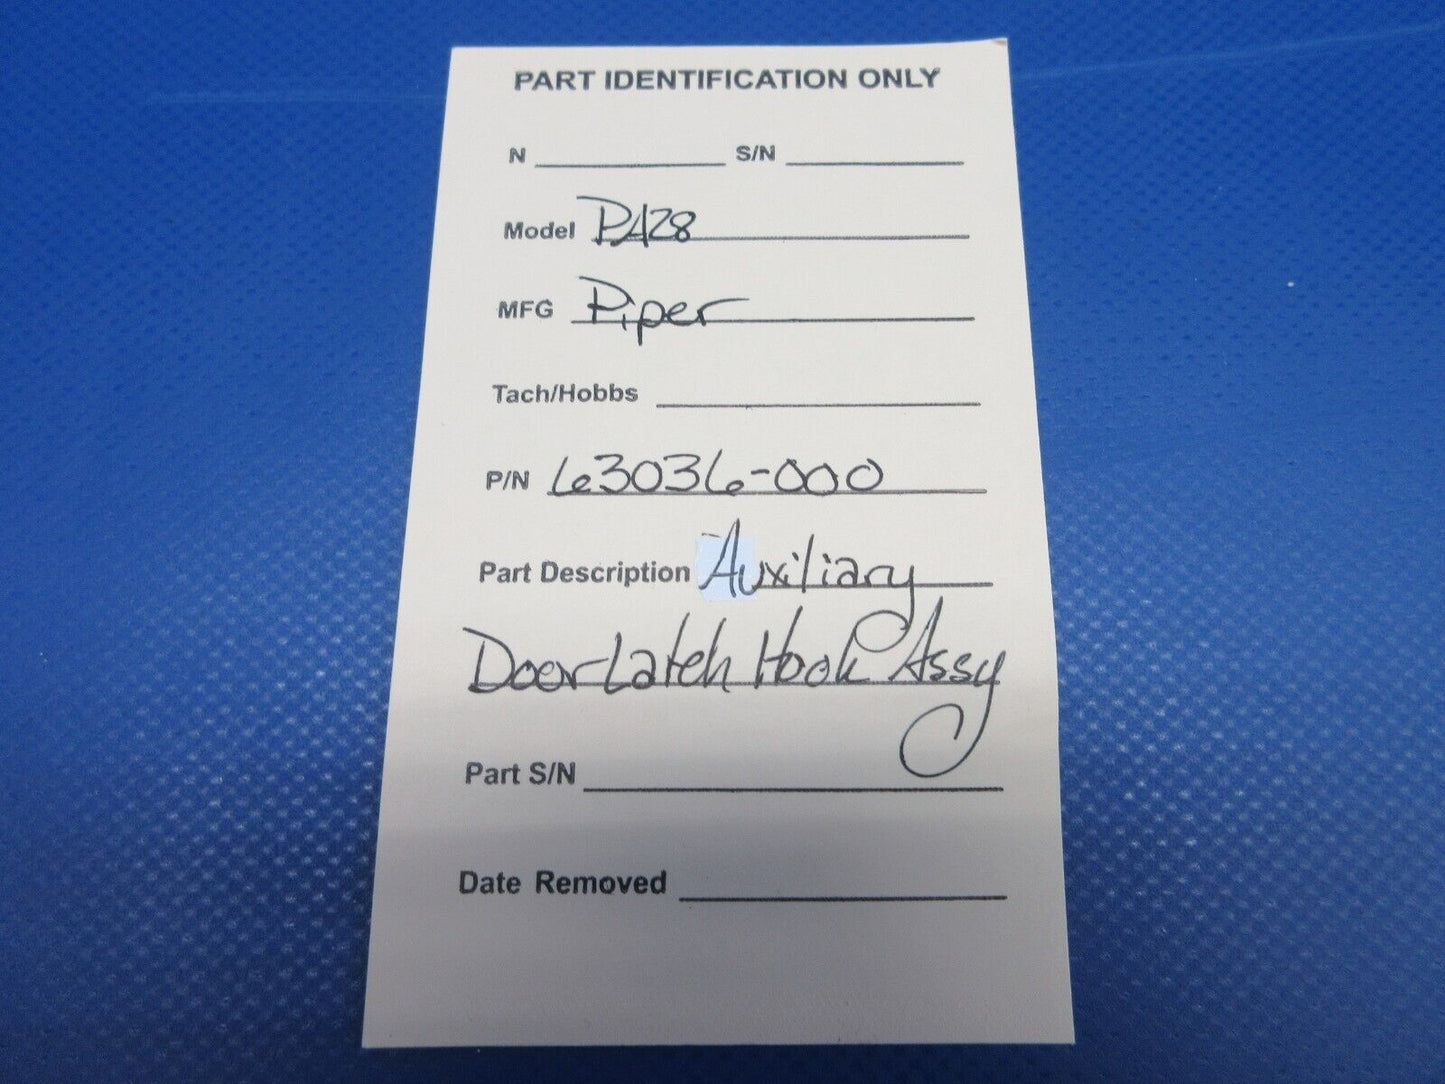 PART IDENTIFICATION ONLY
N S/N
Model PA28
MFG Piper
Tach/Hobbs
P/N 63036-000
Part Description Auxiliary
Door Latch Hook Assy
Part S/N
Date Removed